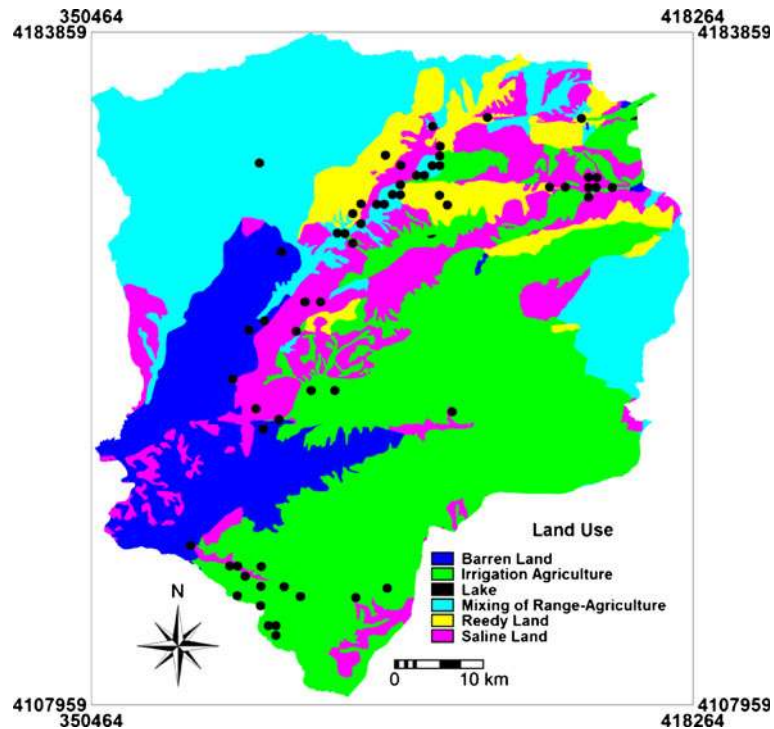 350464 418264
4183859 4183859
Land Use
Barren Land
Irrigation Agriculture
Lake
Mixing of Range-Agriculture
Reedy Land
Saline Land
N
0 10 km
4107959 4107959
350464 418264